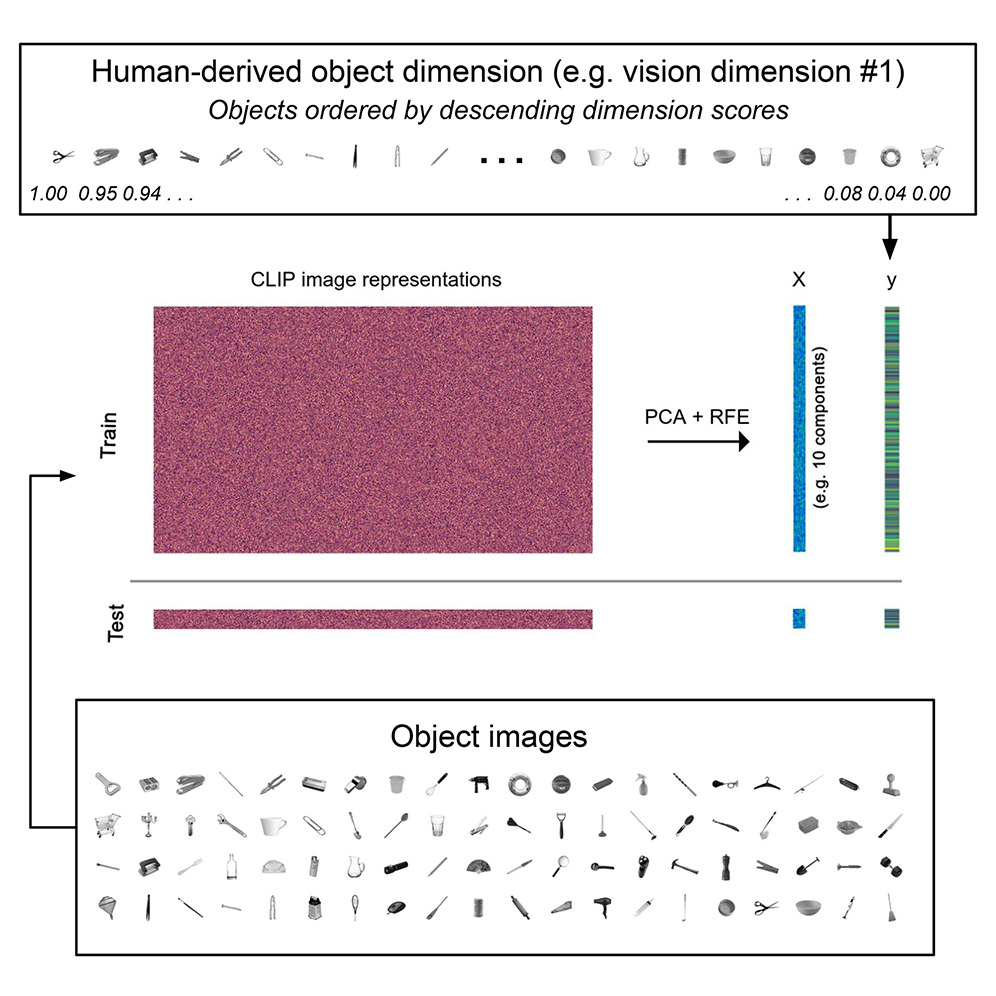 Human-derived object dimension (e.g. vision dimension #1)
Objects ordered by descending dimension scores
. . .
1.00 0.95 0.94 . . .
. . . 0.08 0.04 0.00
CLIP image representations
X
y
Train
PCA + RFE
(e.g. 10 components)
Test
Object images